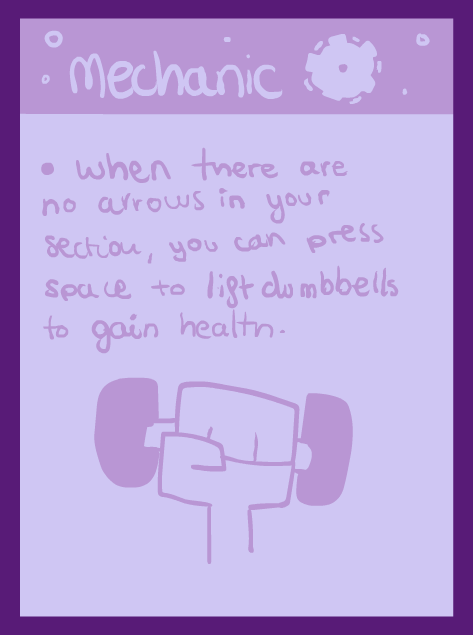 Mechanic
• when there are
no arrows in your
section, you can press
space to lift dumbbells
to gain health.